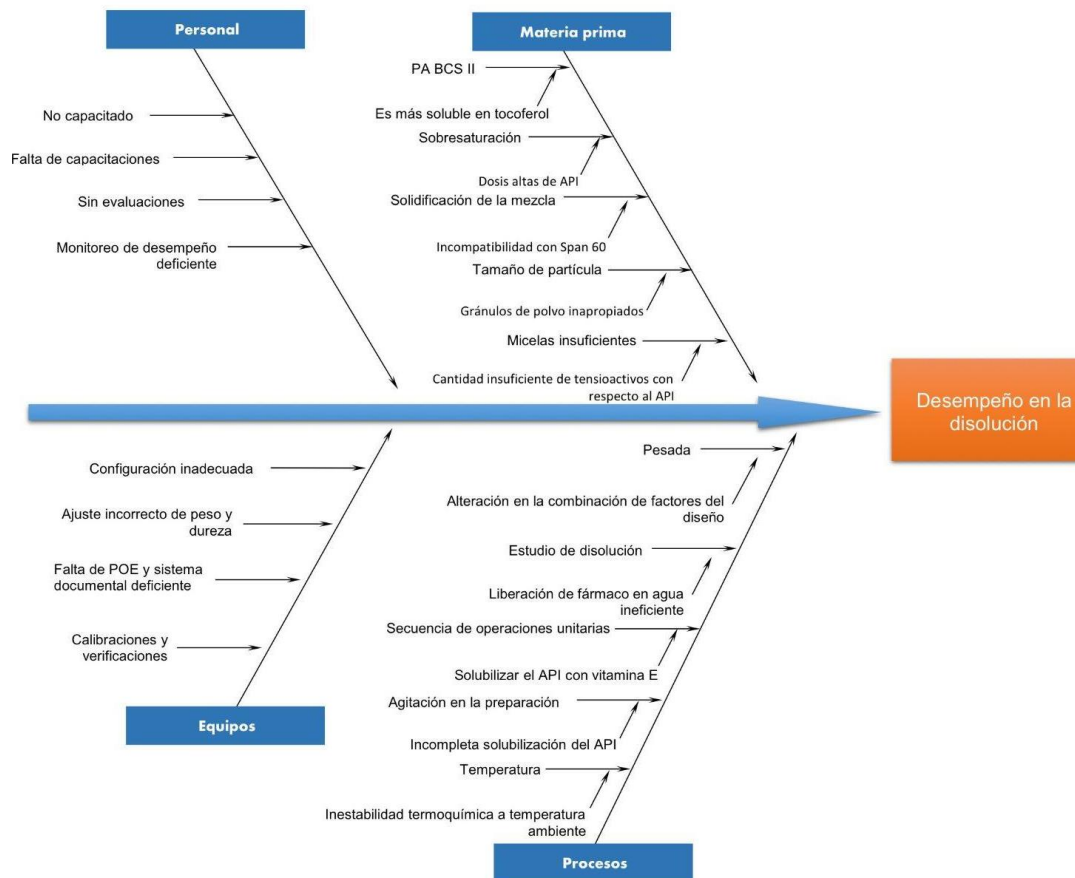 Personal
Materia prima
PA BCS II
Es más soluble en tocoferol
No capacitado
Sobresaturación
Falta de capacitaciones
Dosis altas de API
Sin evaluaciones
Solidificación de la mezcla
Monitoreo de desempeño
deficiente
Incompatibilidad con Span 60
Tamaño de partícula
Gránulos de polvo inapropiados
Micelas insuficientes
Cantidad insuficiente de tensioactivos con
respecto al API
Desempeño en la
disolución
Configuración inadecuada
Ajuste incorrecto de peso y
dureza
Falta de POE y sistema
documental deficiente
Calibraciones y
verificaciones
Equipos
Pesada
Alteración en la combinación de factores del
diseño
Estudio de disolución
Liberación de fármaco en agua
ineficiente
Secuencia de operaciones unitarias
Solubilizar el API con vitamina E
Agitación en la preparación
Incompleta solubilización del API
Temperatura
Inestabilidad termoquímica a temperatura
ambiente
Procesos